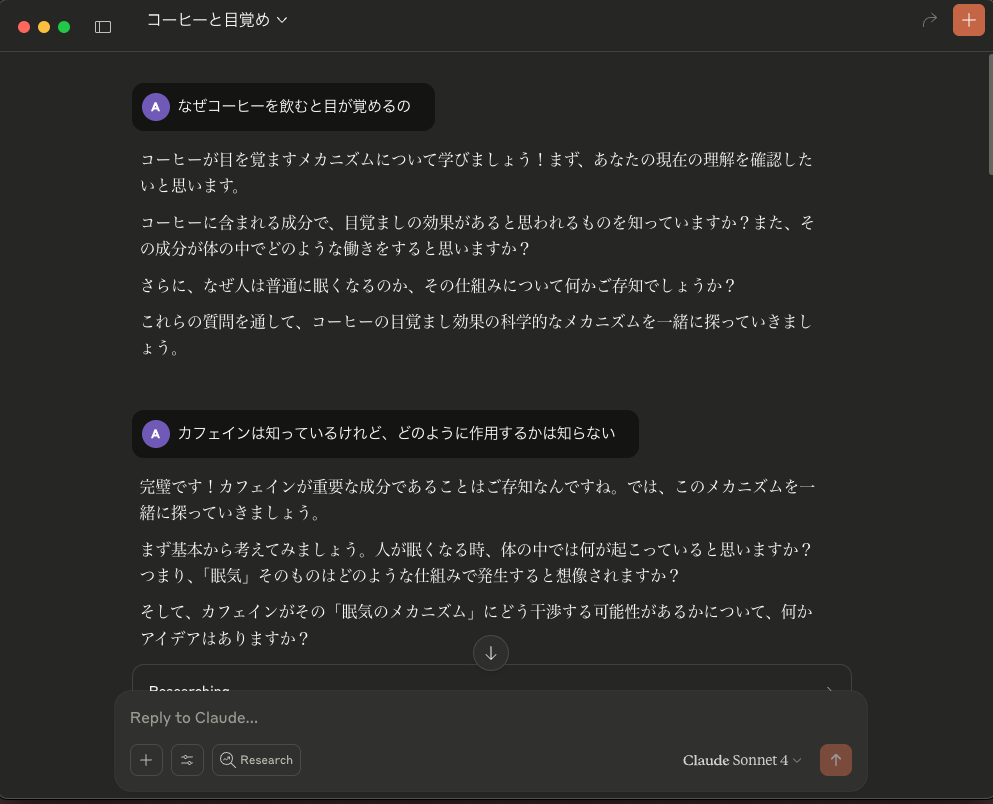 コーヒーと目覚め
A なぜコーヒーを飲むと目が覚めるの
コーヒーが目を覚ますメカニズムについて学びましょう！まず、あなたの現在の理解を確認した
いと思います。
コーヒーに含まれる成分で、目覚ましの効果があると思われるものを知っていますか？また、そ
の成分が体の中でどのような働きをすると思いますか？
さらに、なぜ人は普通に眠くなるのか、その仕組みについて何かご存知でしょうか？
これらの質問を通して、コーヒーの目覚まし効果の科学的なメカニズムを一緒に探っていきまし
ょう。
A カフェインは知っているけれど、どのように作用するかは知らない
完璧です！カフェインが重要な成分であることはご存知なんですね。では、このメカニズムを一
緒に探っていきましょう。
まず基本から考えてみましょう。人が眠くなる時、体の中では何が起こっていると思いますか？
つまり、「眠気」そのものはどのような仕組みで発生すると想像されますか？
そして、カフェインがその「眠気のメカニズム」にどう干渉する可能性があるかについて、何か
アイデアはありますか？
Researching
Reply to Claude...
Research
Claude Sonnet 4